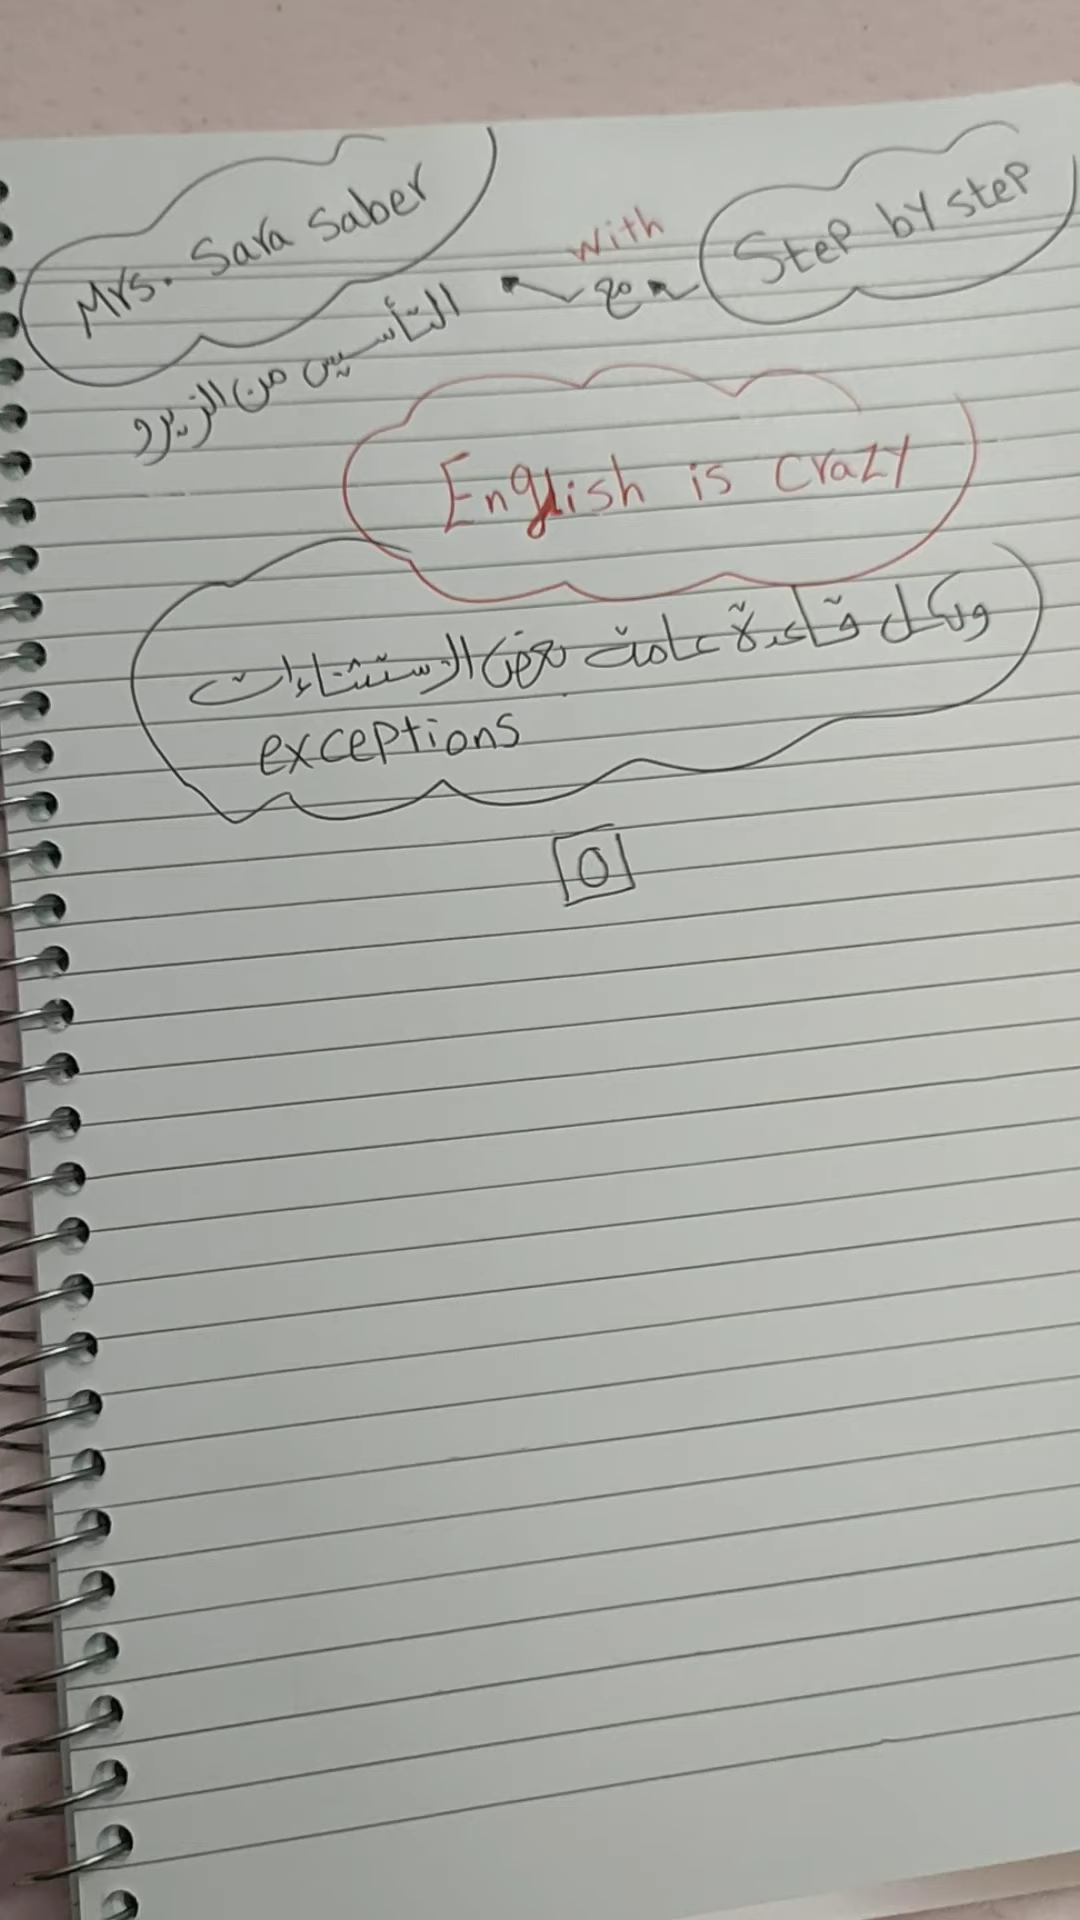 Mrs. Sara Saber
with
Step by step
مع
التأسيس من الزيرو
English is crazy
ولكل قاعدة عامة بعض الاستثناءات
exceptions
O